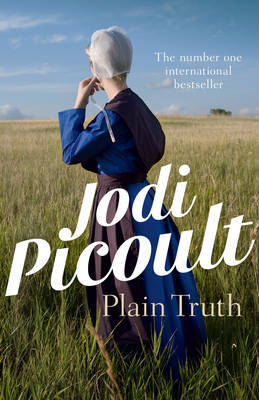 The number one
international
bestseller
Jodi
Picoult
Plain Truth